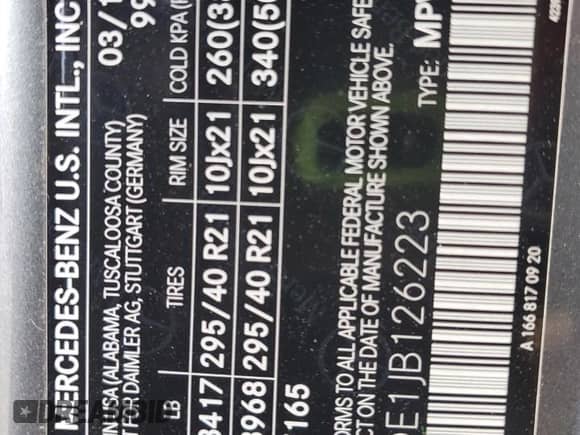 MERCEDES-BENZ U.S. INTL., INC
03/1
99
IN USA (ALABAMA, TUSCALOOSA COUNTY)
T FOR DAIMLER AG, STUTTGART (GERMANY)
LB TIRES RIM SIZE COLD KPA
3417 295/40 R21 10Jx21 260(3
3968 295/40 R21 10Jx21 340(5
165
ORMS TO ALL APPLICABLE FEDERAL MOTOR VEHICLE SAFE
CT ON THE DATE OF MANUFACTURE SHOWN ABOVE.
E1JB126223 TYPE: MP
A 166 817 09 20
DREAMSBID